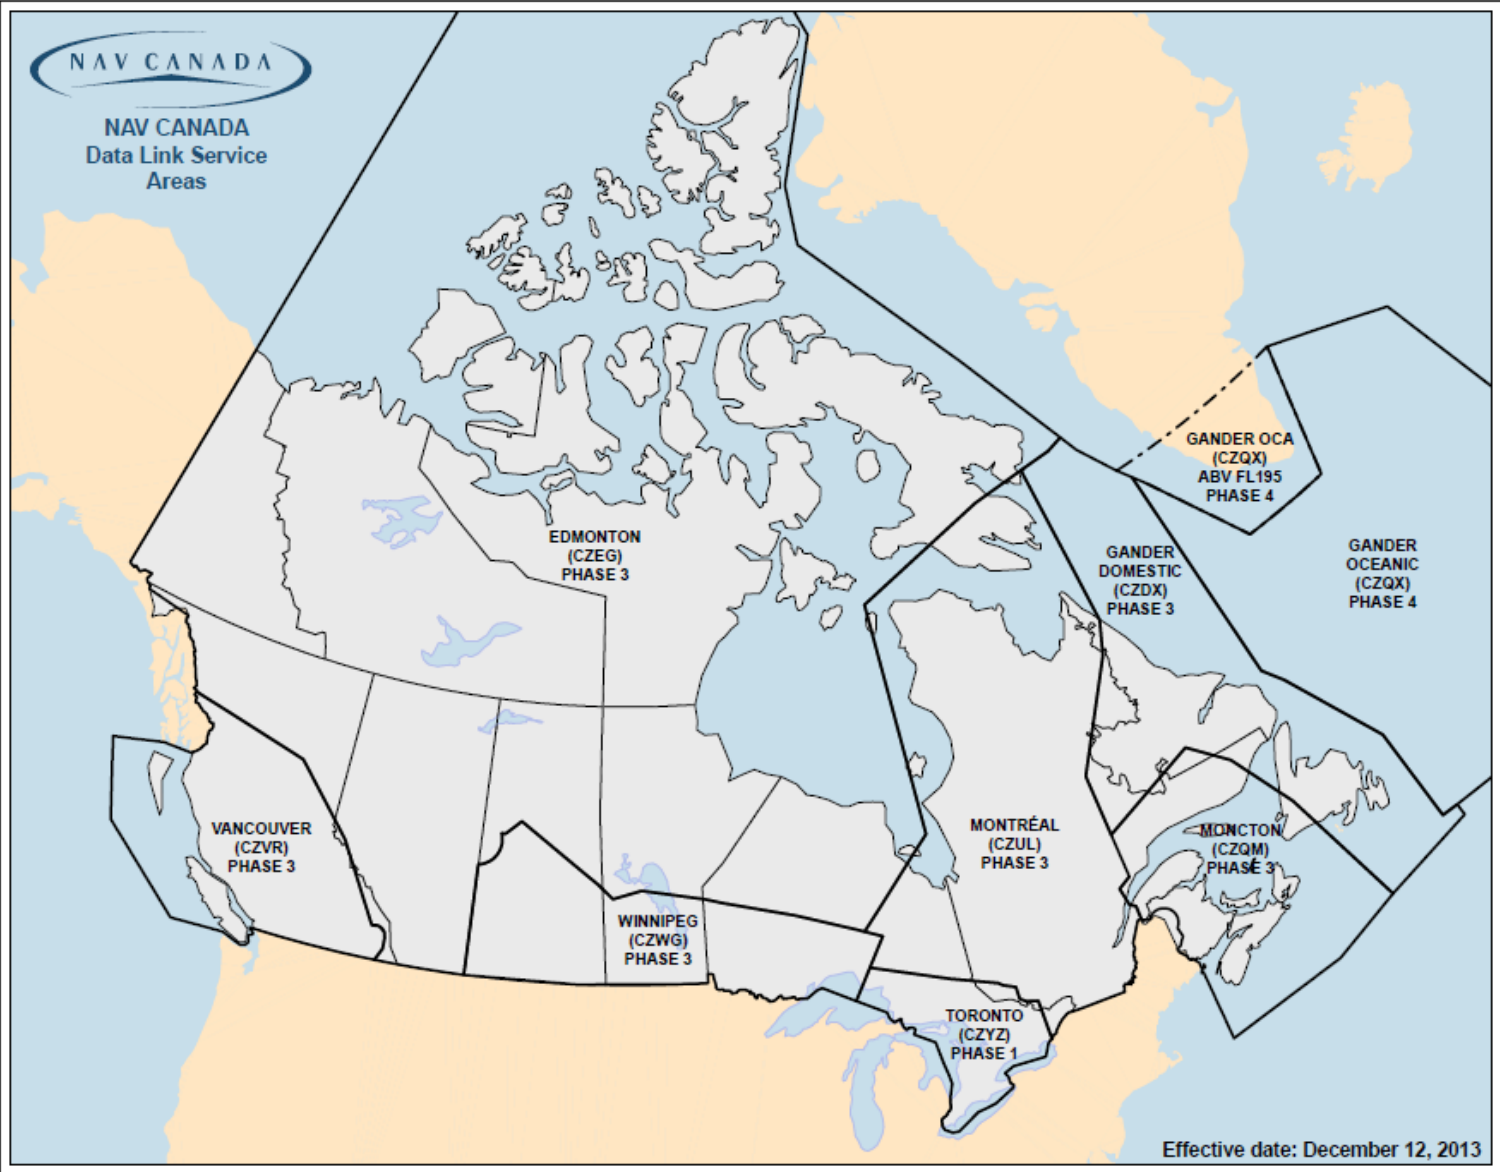 NAV CANADA
NAV CANADA
Data Link Service
Areas
GANDER OCA
(CZQX)
ABV FL195
PHASE 4
EDMONTON
(CZEG)
PHASE 3
GANDER
DOMESTIC
(CZDX)
PHASE 3
GANDER
OCEANIC
(CZQX)
PHASE 4
VANCOUVER
(CZVR)
PHASE 3
MONTRÉAL
(CZUL)
PHASE 3
MONCTON
(CZQM)
PHASE 3
WINNIPEG
(CZWG)
PHASE 3
TORONTO
(CZYZ)
PHASE 1
Effective date: December 12, 2013